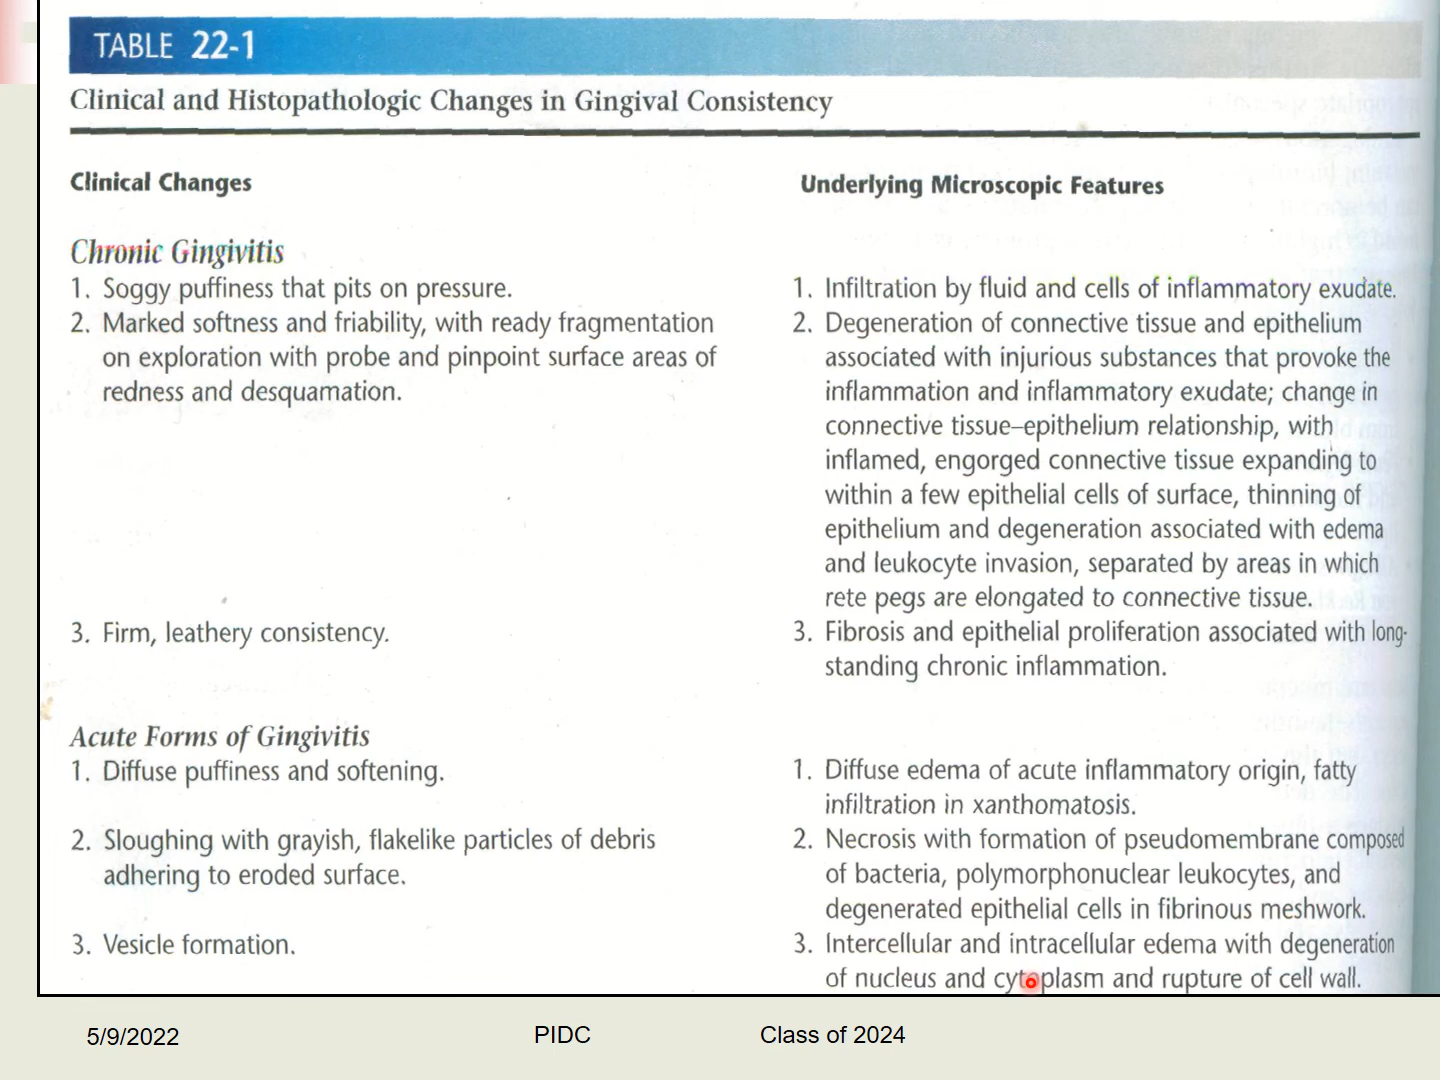 TABLE 22-1
Clinical and Histopathologic Changes in Gingival Consistency
Clinical Changes
Underlying Microscopic Features
Chronic Gingivitis
1. Soggy puffiness that pits on pressure.
1. Infiltration by fluid and cells of inflammatory exudate.
2. Marked softness and friability, with ready fragmentation
on exploration with probe and pinpoint surface areas of
redness and desquamation.
2. Degeneration of connective tissue and epithelium
associated with injurious substances that provoke the
inflammation and inflammatory exudate; change in
connective tissue–epithelium relationship, with
inflamed, engorged connective tissue expanding to
within a few epithelial cells of surface, thinning of
epithelium and degeneration associated with edema
and leukocyte invasion, separated by areas in which
rete pegs are elongated to connective tissue.
3. Firm, leathery consistency.
3. Fibrosis and epithelial proliferation associated with long-
standing chronic inflammation.
Acute Forms of Gingivitis
1. Diffuse puffiness and softening.
1. Diffuse edema of acute inflammatory origin, fatty
infiltration in xanthomatosis.
2. Sloughing with grayish, flakelike particles of debris
adhering to eroded surface.
2. Necrosis with formation of pseudomembrane composed
of bacteria, polymorphonuclear leukocytes, and
degenerated epithelial cells in fibrinous meshwork.
3. Vesicle formation.
3. Intercellular and intracellular edema with degeneration
of nucleus and cytoplasm and rupture of cell wall.
5/9/2022
PIDC
Class of 2024